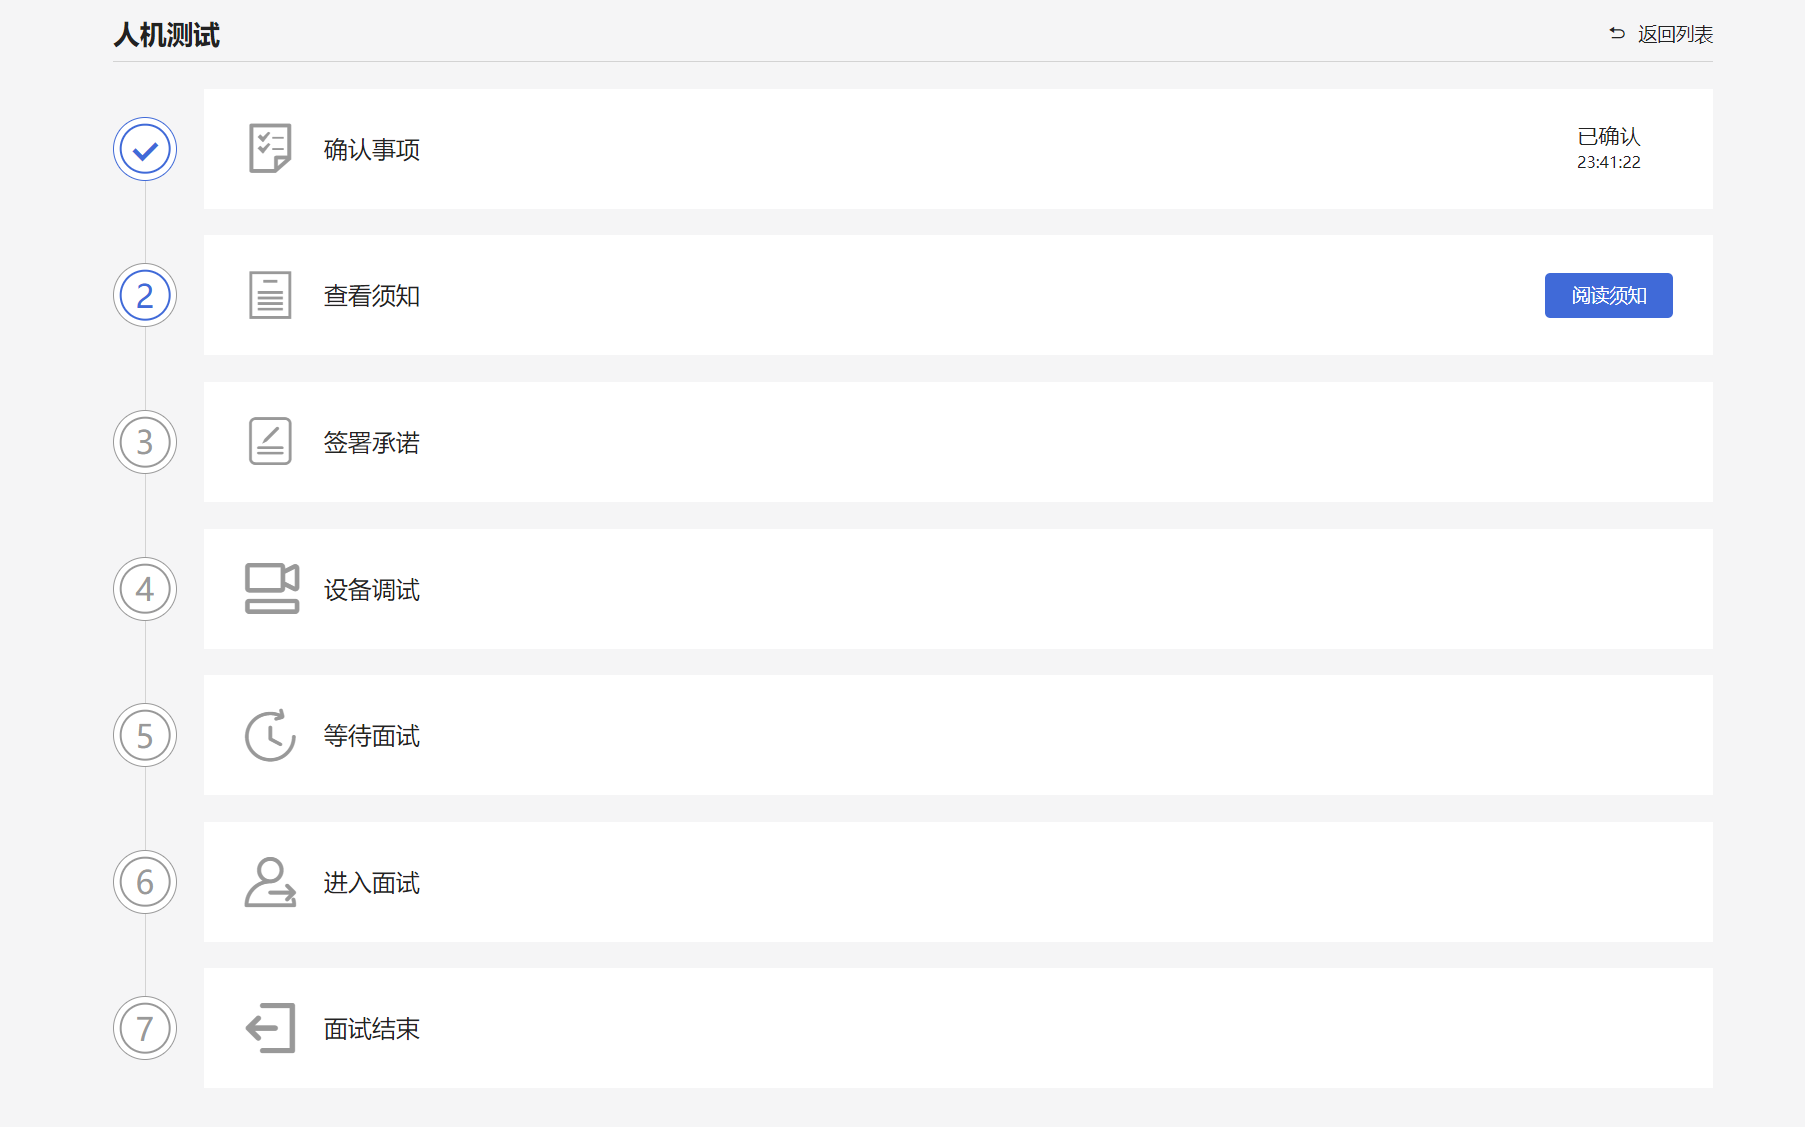 人机测试
返回列表
确认事项
已确认
23:41:22
2
查看须知
阅读须知
3
签署承诺
4
设备调试
5
等待面试
6
进入面试
7
面试结束